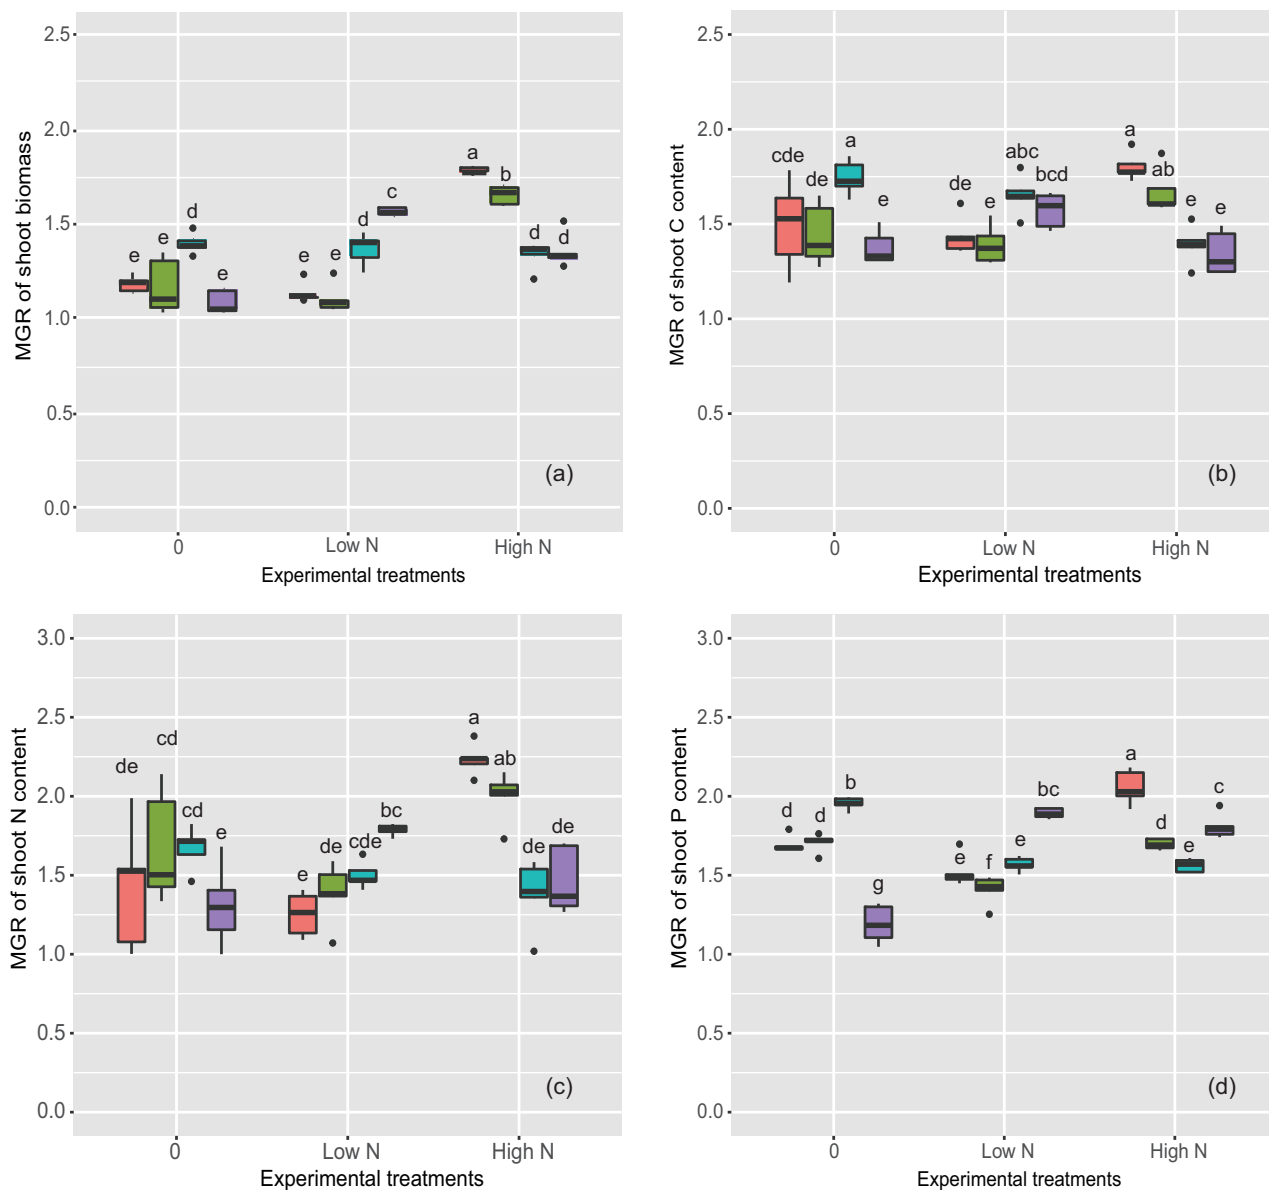 MGR of shoot biomass
2.5
2.0
1.5
1.0
0.5
0.0
e e d e e e d c a b d d
(a)
0 Low N High N
Experimental treatments
MGR of shoot C content
2.5
2.0
1.5
1.0
0.5
0.0
cde de a e de e abc bcd a ab e e
(b)
0 Low N High N
Experimental treatments
MGR of shoot N content
3.0
2.5
2.0
1.5
1.0
0.5
0.0
de cd cd e e de cde bc a ab de de
(c)
0 Low N High N
Experimental treatments
MGR of shoot P content
3.0
2.5
2.0
1.5
1.0
0.5
0.0
d d b g e f e bc a d e c
(d)
0 Low N High N
Experimental treatments